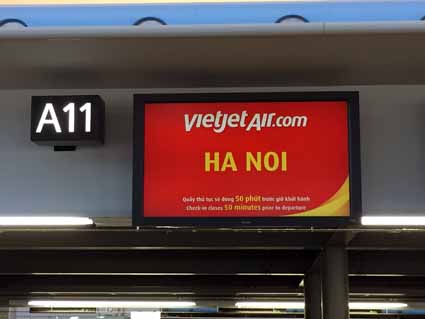 A11
vietjetAir.com
HA NOI
Quầy thủ tục sẽ đóng 50 phút trước giờ khởi hành
Check-in closes 50 minutes prior to departure